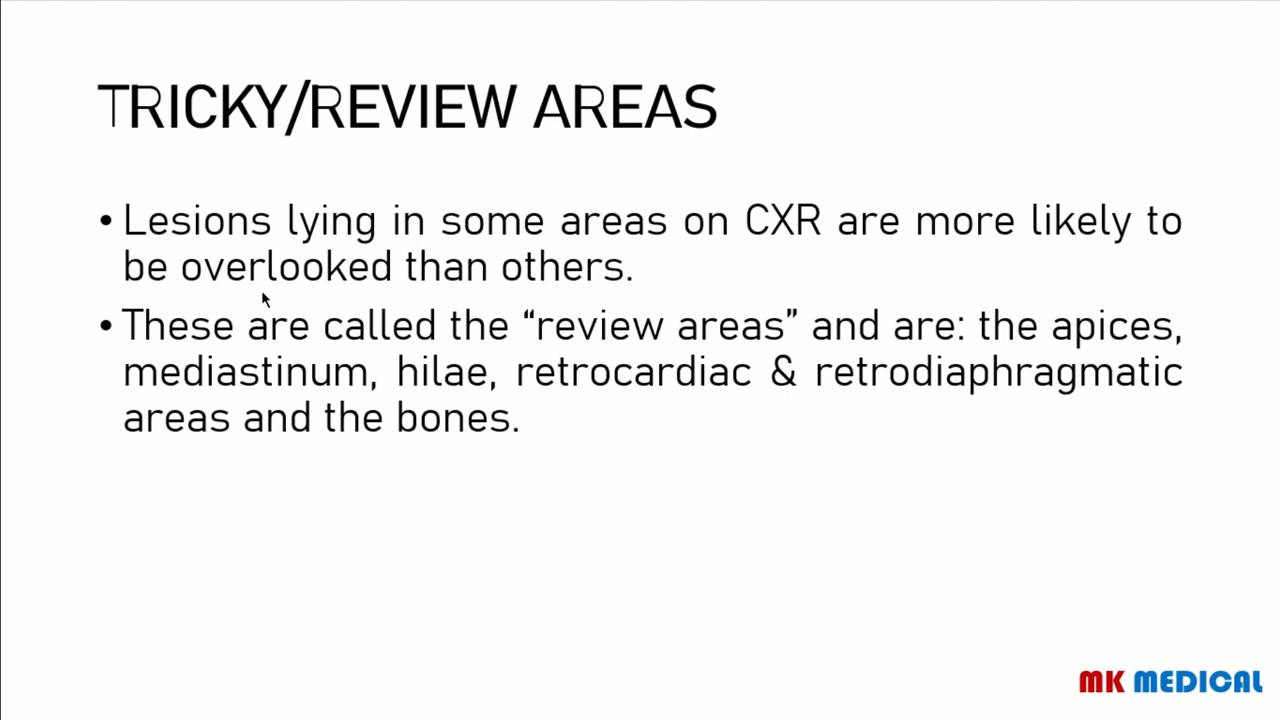 TRICKY/REVIEW AREAS
• Lesions lying in some areas on CXR are more likely to
be overlooked than others.
• These are called the “review areas” and are: the apices,
mediastinum, hilae, retrocardiac & retrodiaphragmatic
areas and the bones.
MK MEDICAL